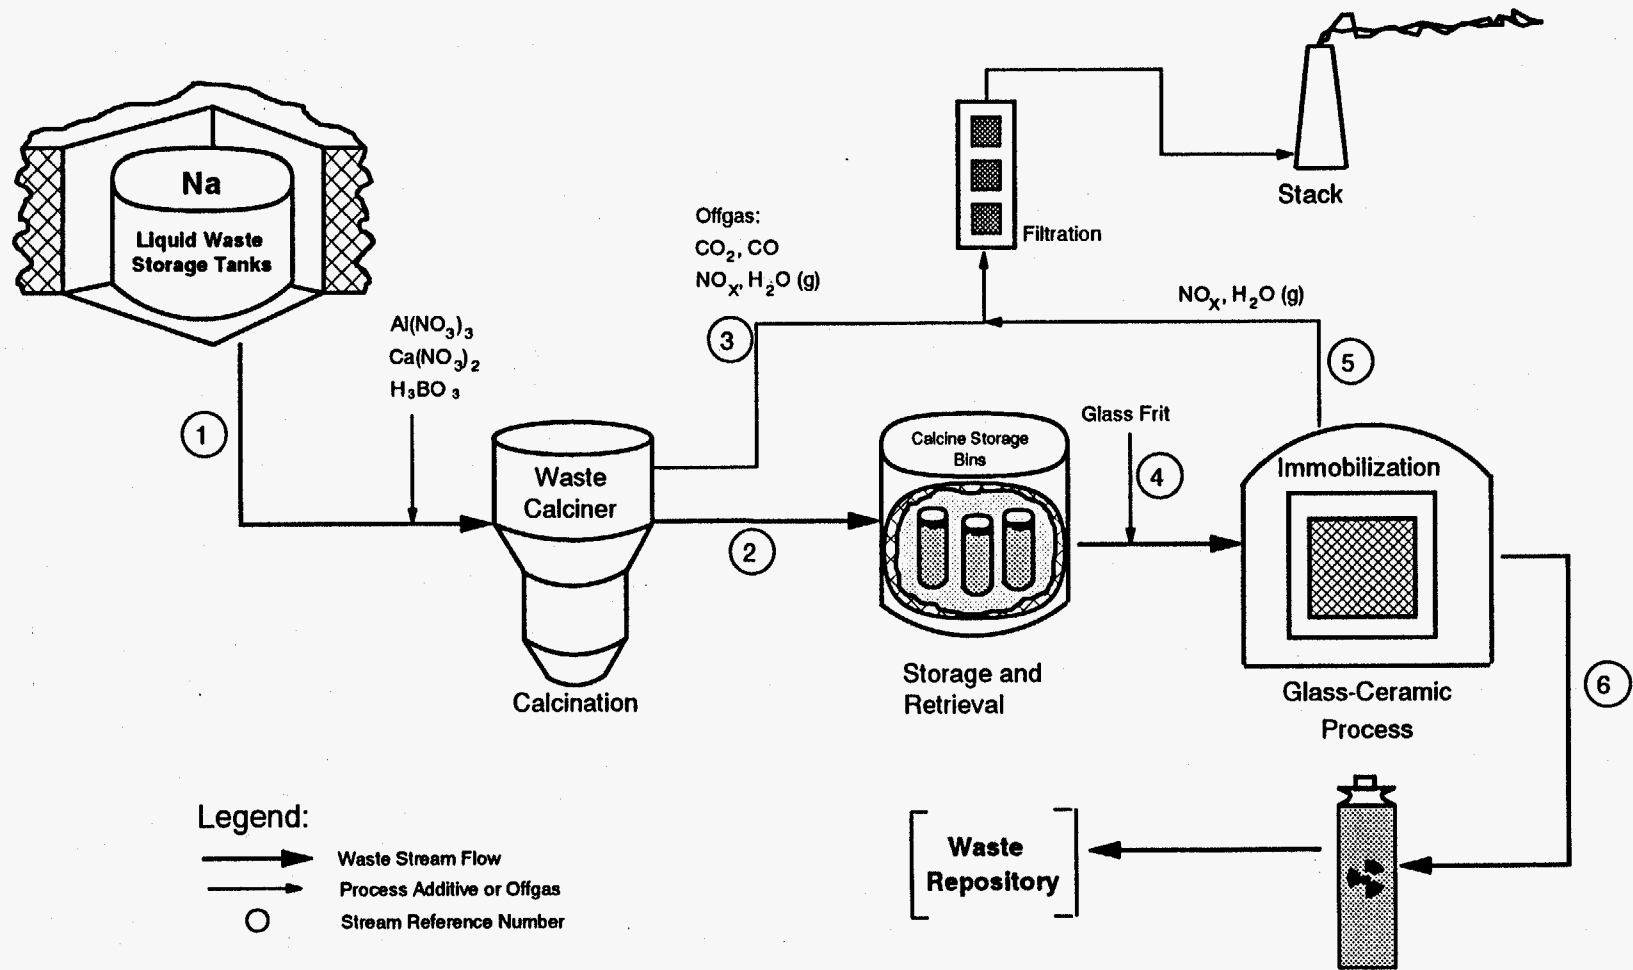 Na
Liquid Waste
Storage Tanks
Al(NO3)3
Ca(NO3)2
H3BO3
1
Waste
Calciner
Calcination
Offgas:
CO2, CO
NOX, H2O (g)
3
2
Filtration
Stack
NOX, H2O (g)
5
Calcine Storage
Bins
Storage and
Retrieval
Glass Frit
4
Immobilization
Glass-Ceramic
Process
6
Waste
Repository
Legend:
Waste Stream Flow
Process Additive or Offgas
Stream Reference Number